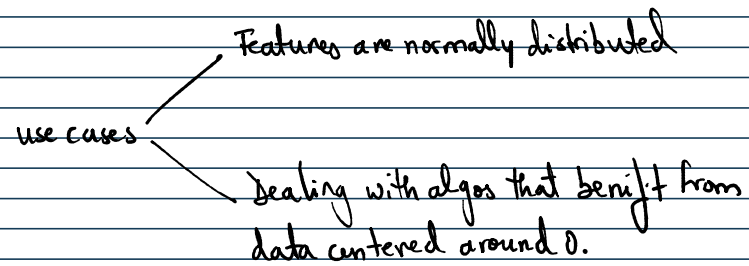 Features are normally distributed
use cases
Dealing with algos that benifit from
data centered around 0.